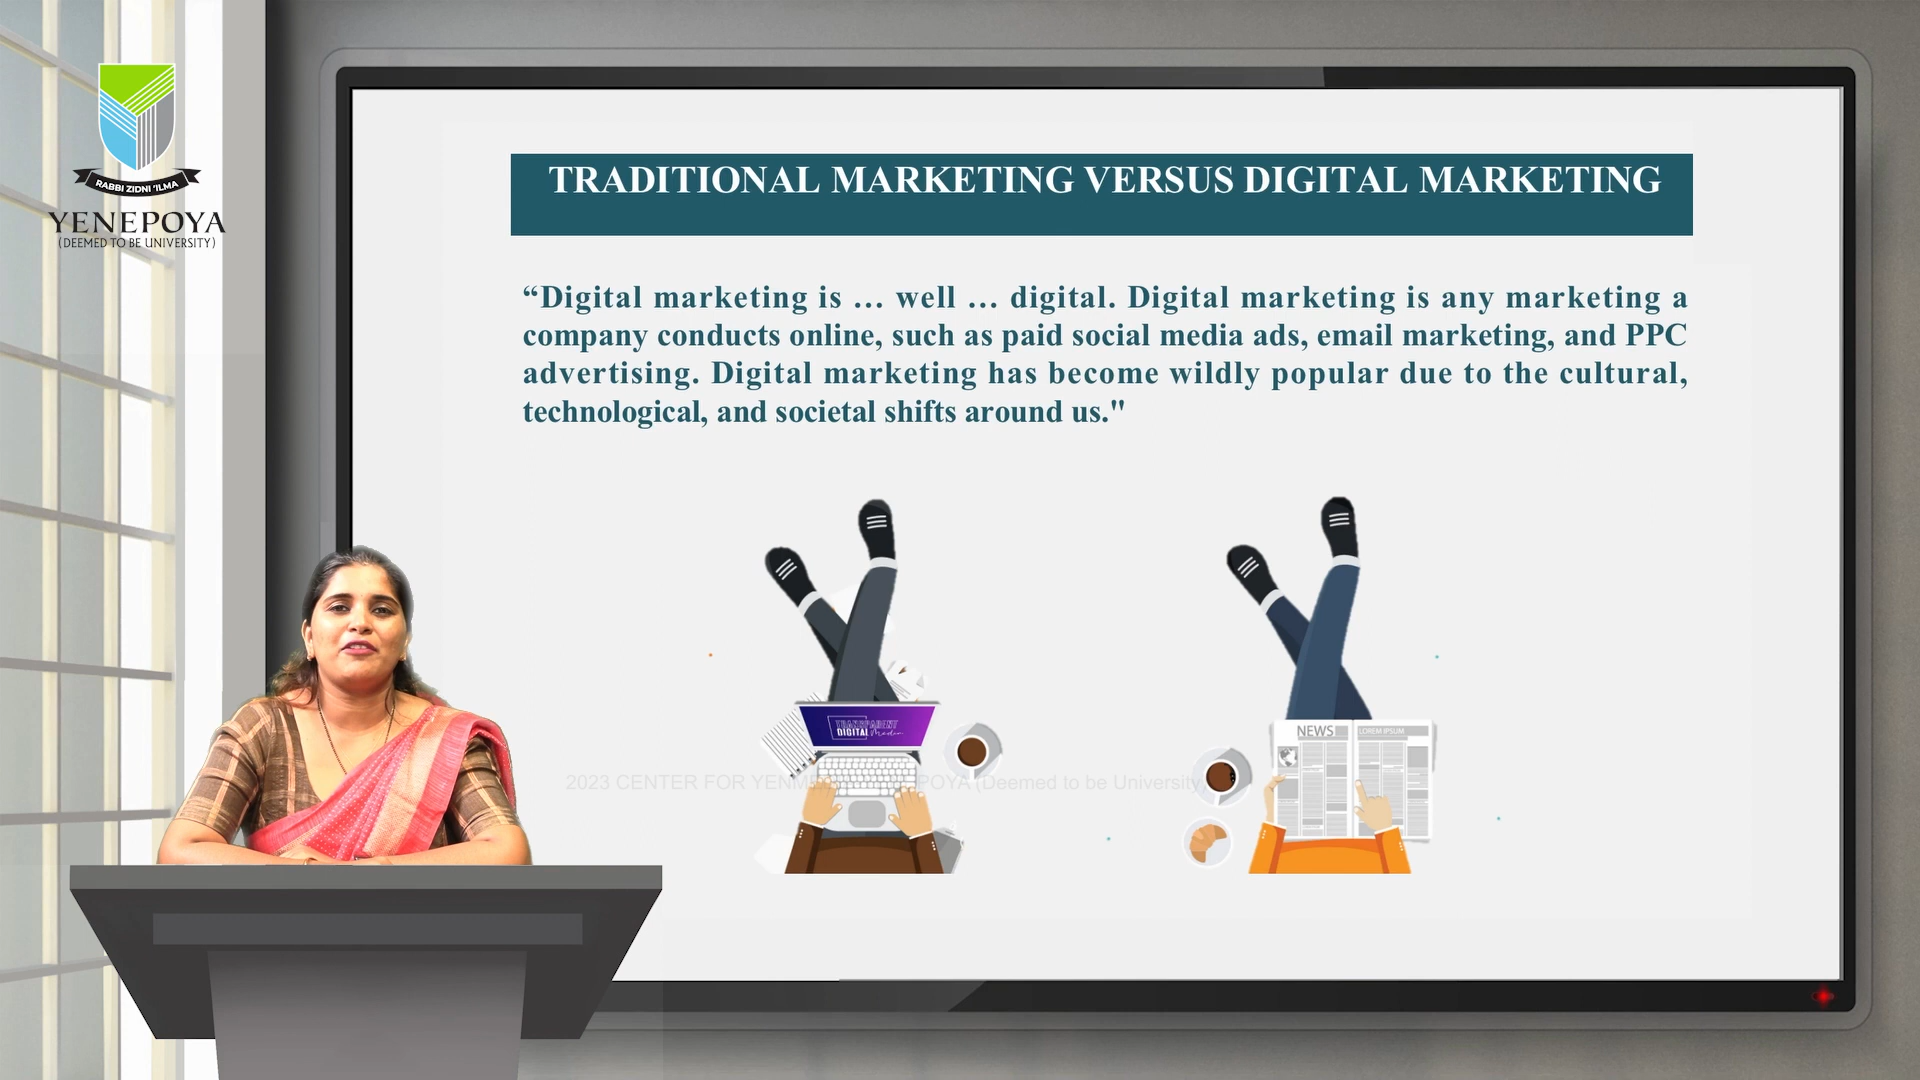 RABBI ZIDNI 'ILMA
YENEPOYA
(DEEMED TO BE UNIVERSITY)
TRADITIONAL MARKETING VERSUS DIGITAL MARKETING
“Digital marketing is … well … digital. Digital marketing is any marketing a
company conducts online, such as paid social media ads, email marketing, and PPC
advertising. Digital marketing has become wildly popular due to the cultural,
technological, and societal shifts around us."
TRANSPARENT
DIGITAL Media
NEWS
LOREM IPSUM
2023 CENTER FOR POYA (Deemed to be University